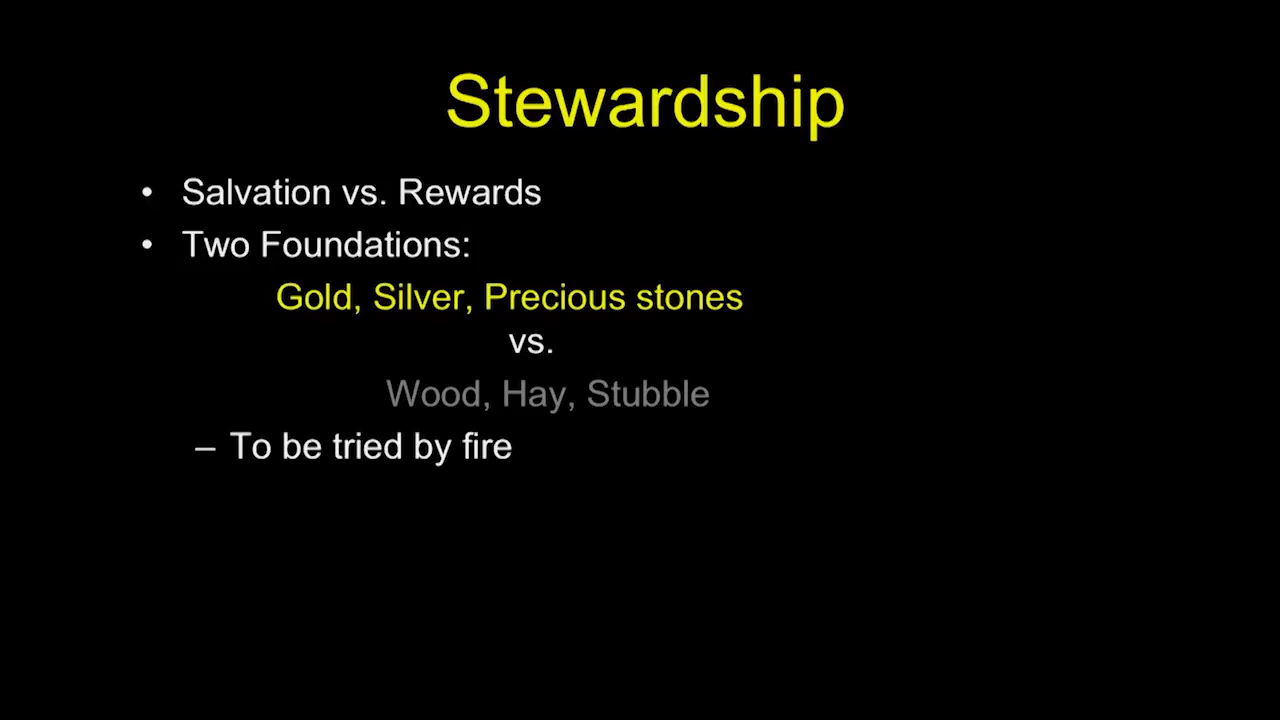 Stewardship
• Salvation vs. Rewards
• Two Foundations:
Gold, Silver, Precious stones
vs.
Wood, Hay, Stubble
– To be tried by fire